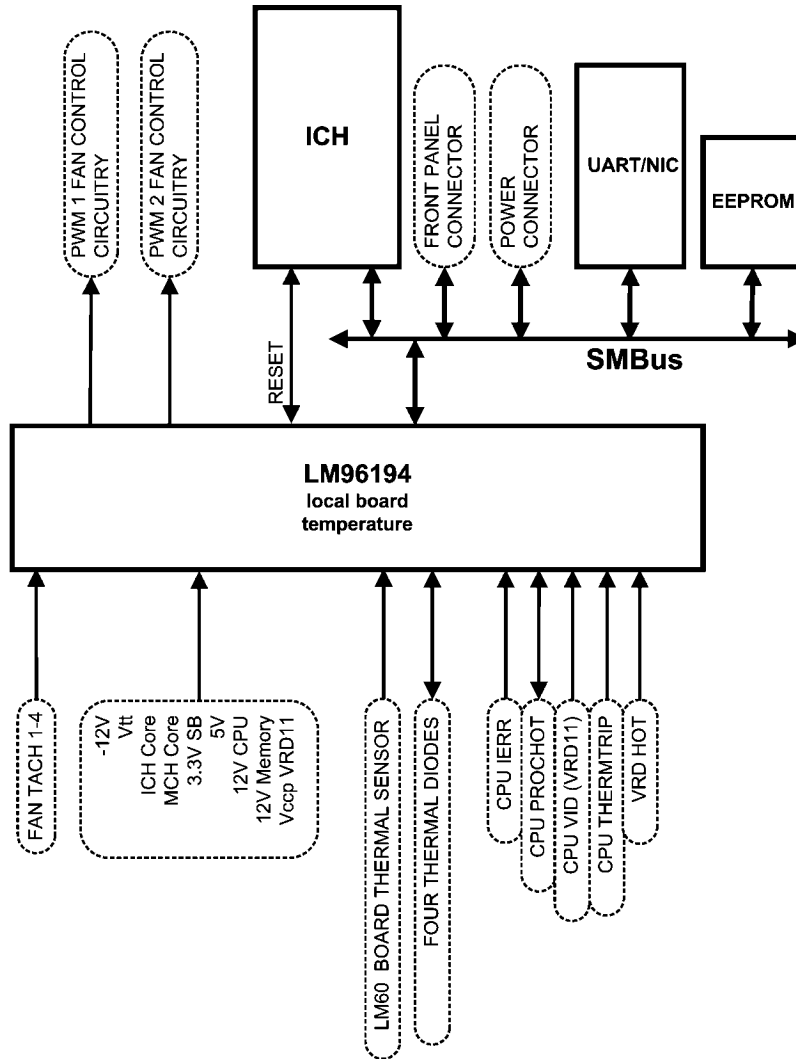 PWM 1 FAN CONTROL
CIRCUITRY
PWM 2 FAN CONTROL
CIRCUITRY
ICH
FRONT PANEL
CONNECTOR
POWER
CONNECTOR
UART/NIC
EEPROM
RESET
SMBus
LM96194
local board
temperature
FAN TACH 1-4
-12V
Vtt
ICH Core
MCH Core
3.3V SB
5V
12V CPU
12V Memory
Vccp VRD11
LM60 BOARD THERMAL SENSOR
FOUR THERMAL DIODES
CPU IERR
CPU PROCHOT
CPU VID (VRD11)
CPU THERMTRIP
VRD HOT